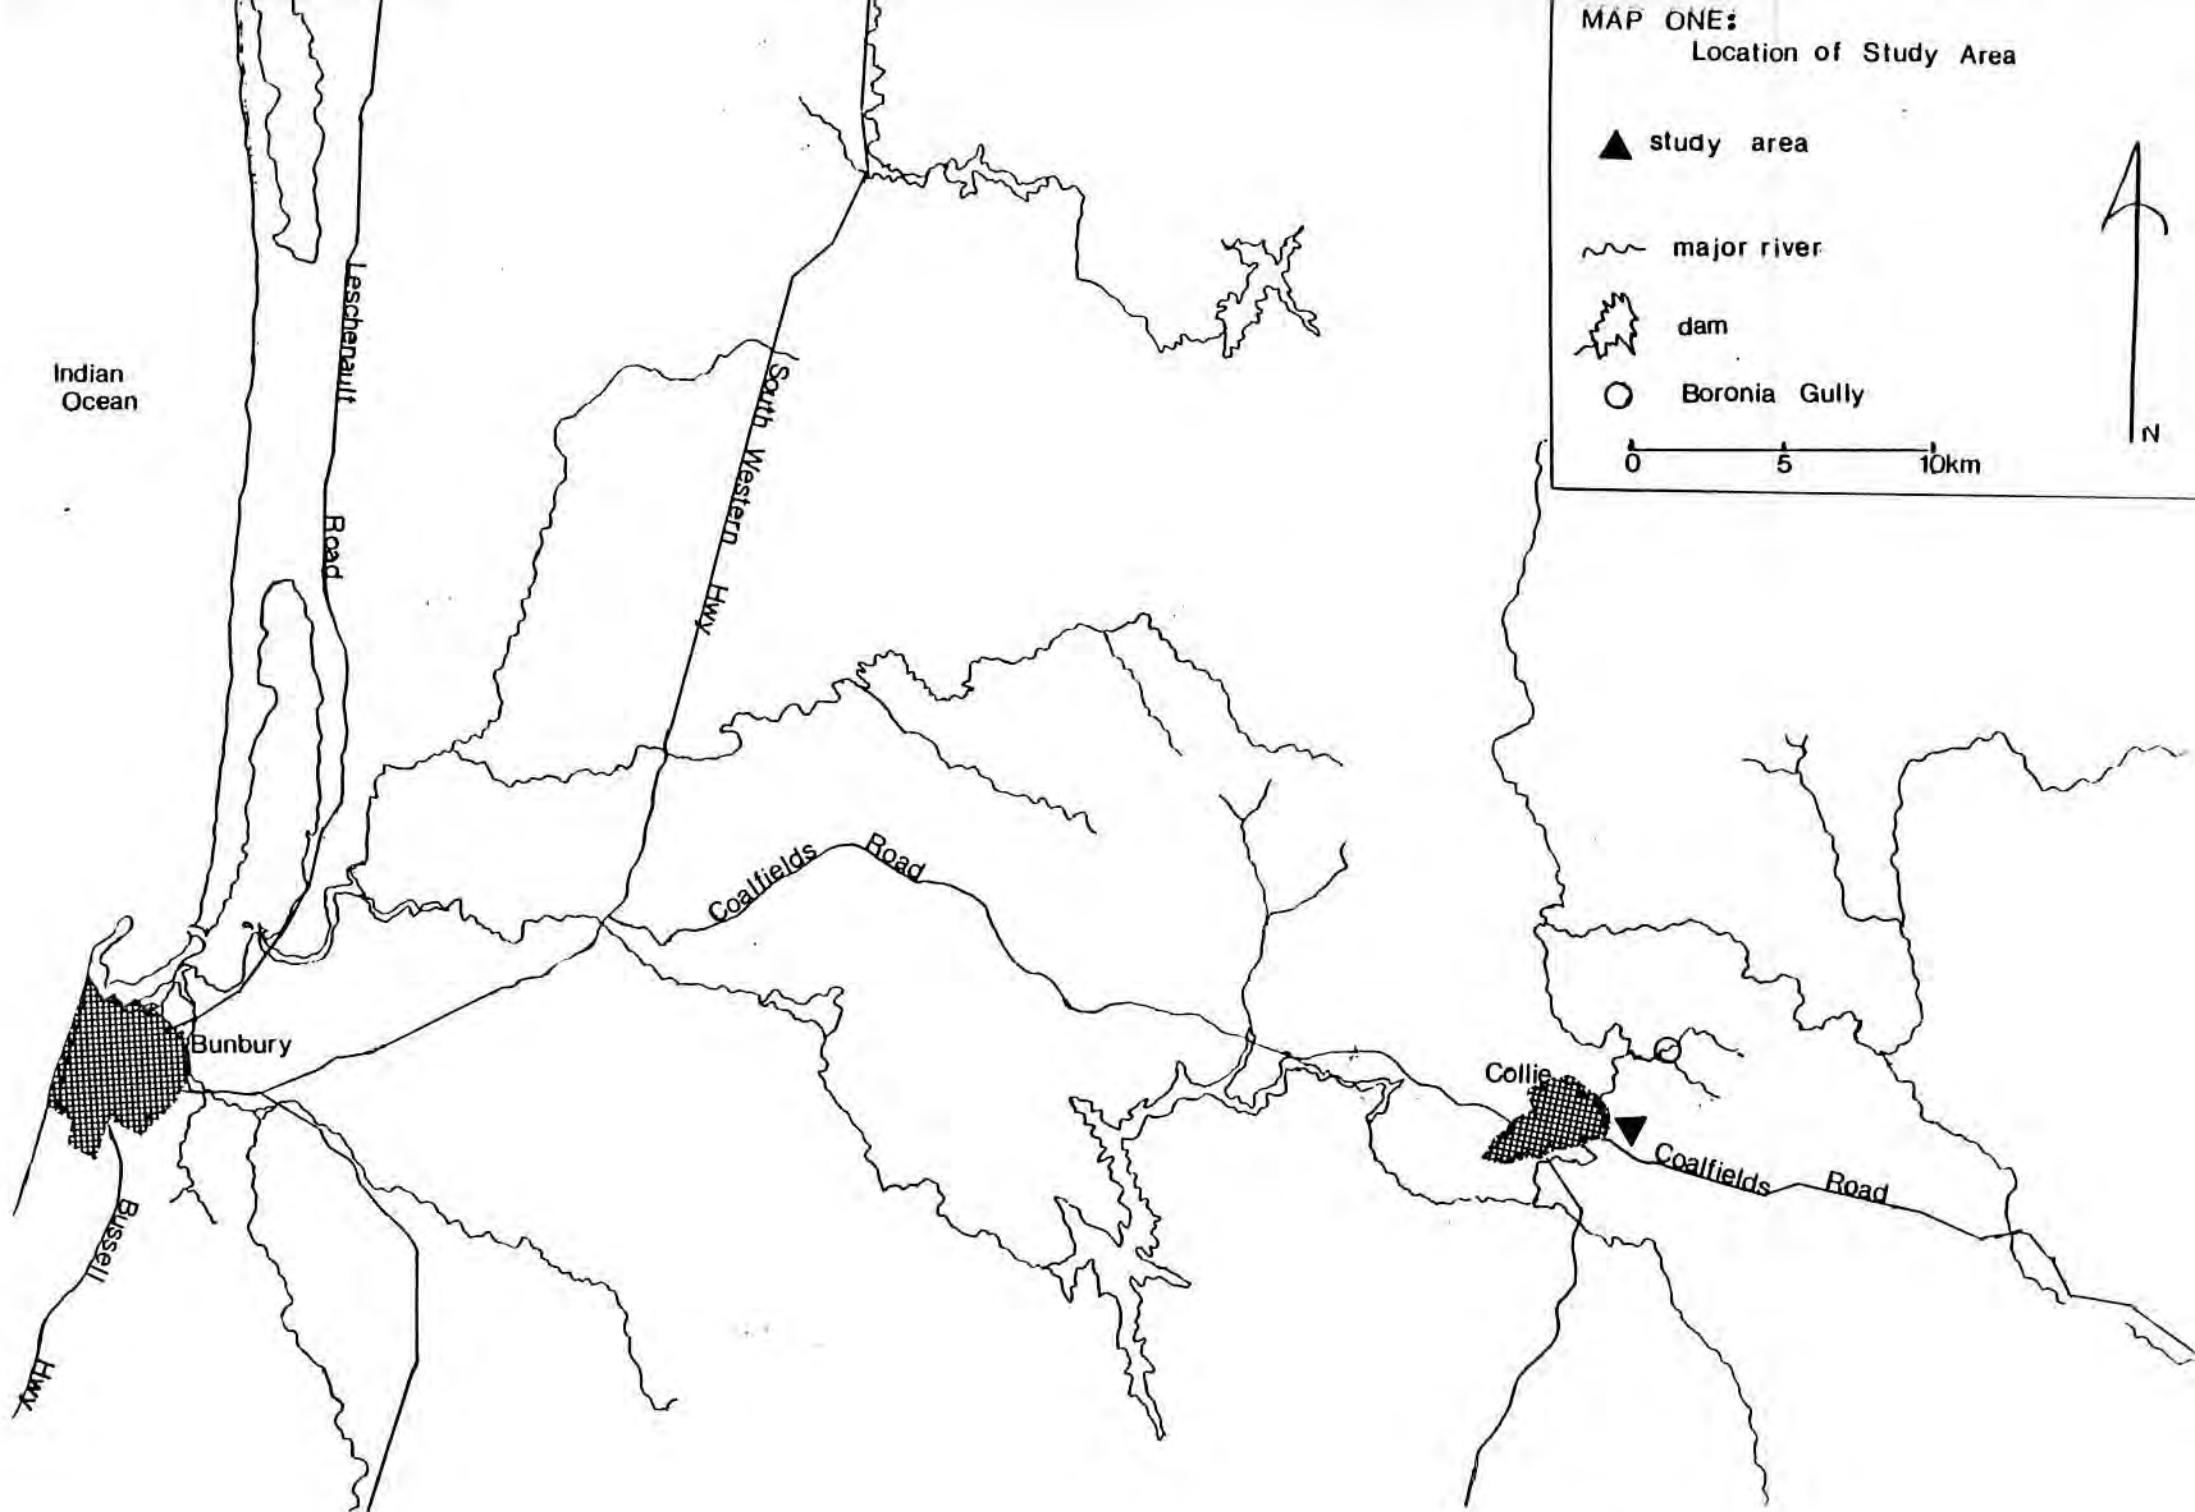 MAP ONE:
Location of Study Area
study area
major river
dam
Boronia Gully
0 5 10km
N
Indian
Ocean
Leschenault
Road
South Western Hwy
Coalfields Road
Bunbury
Collie
Coalfields Road
Bussell
Hwy